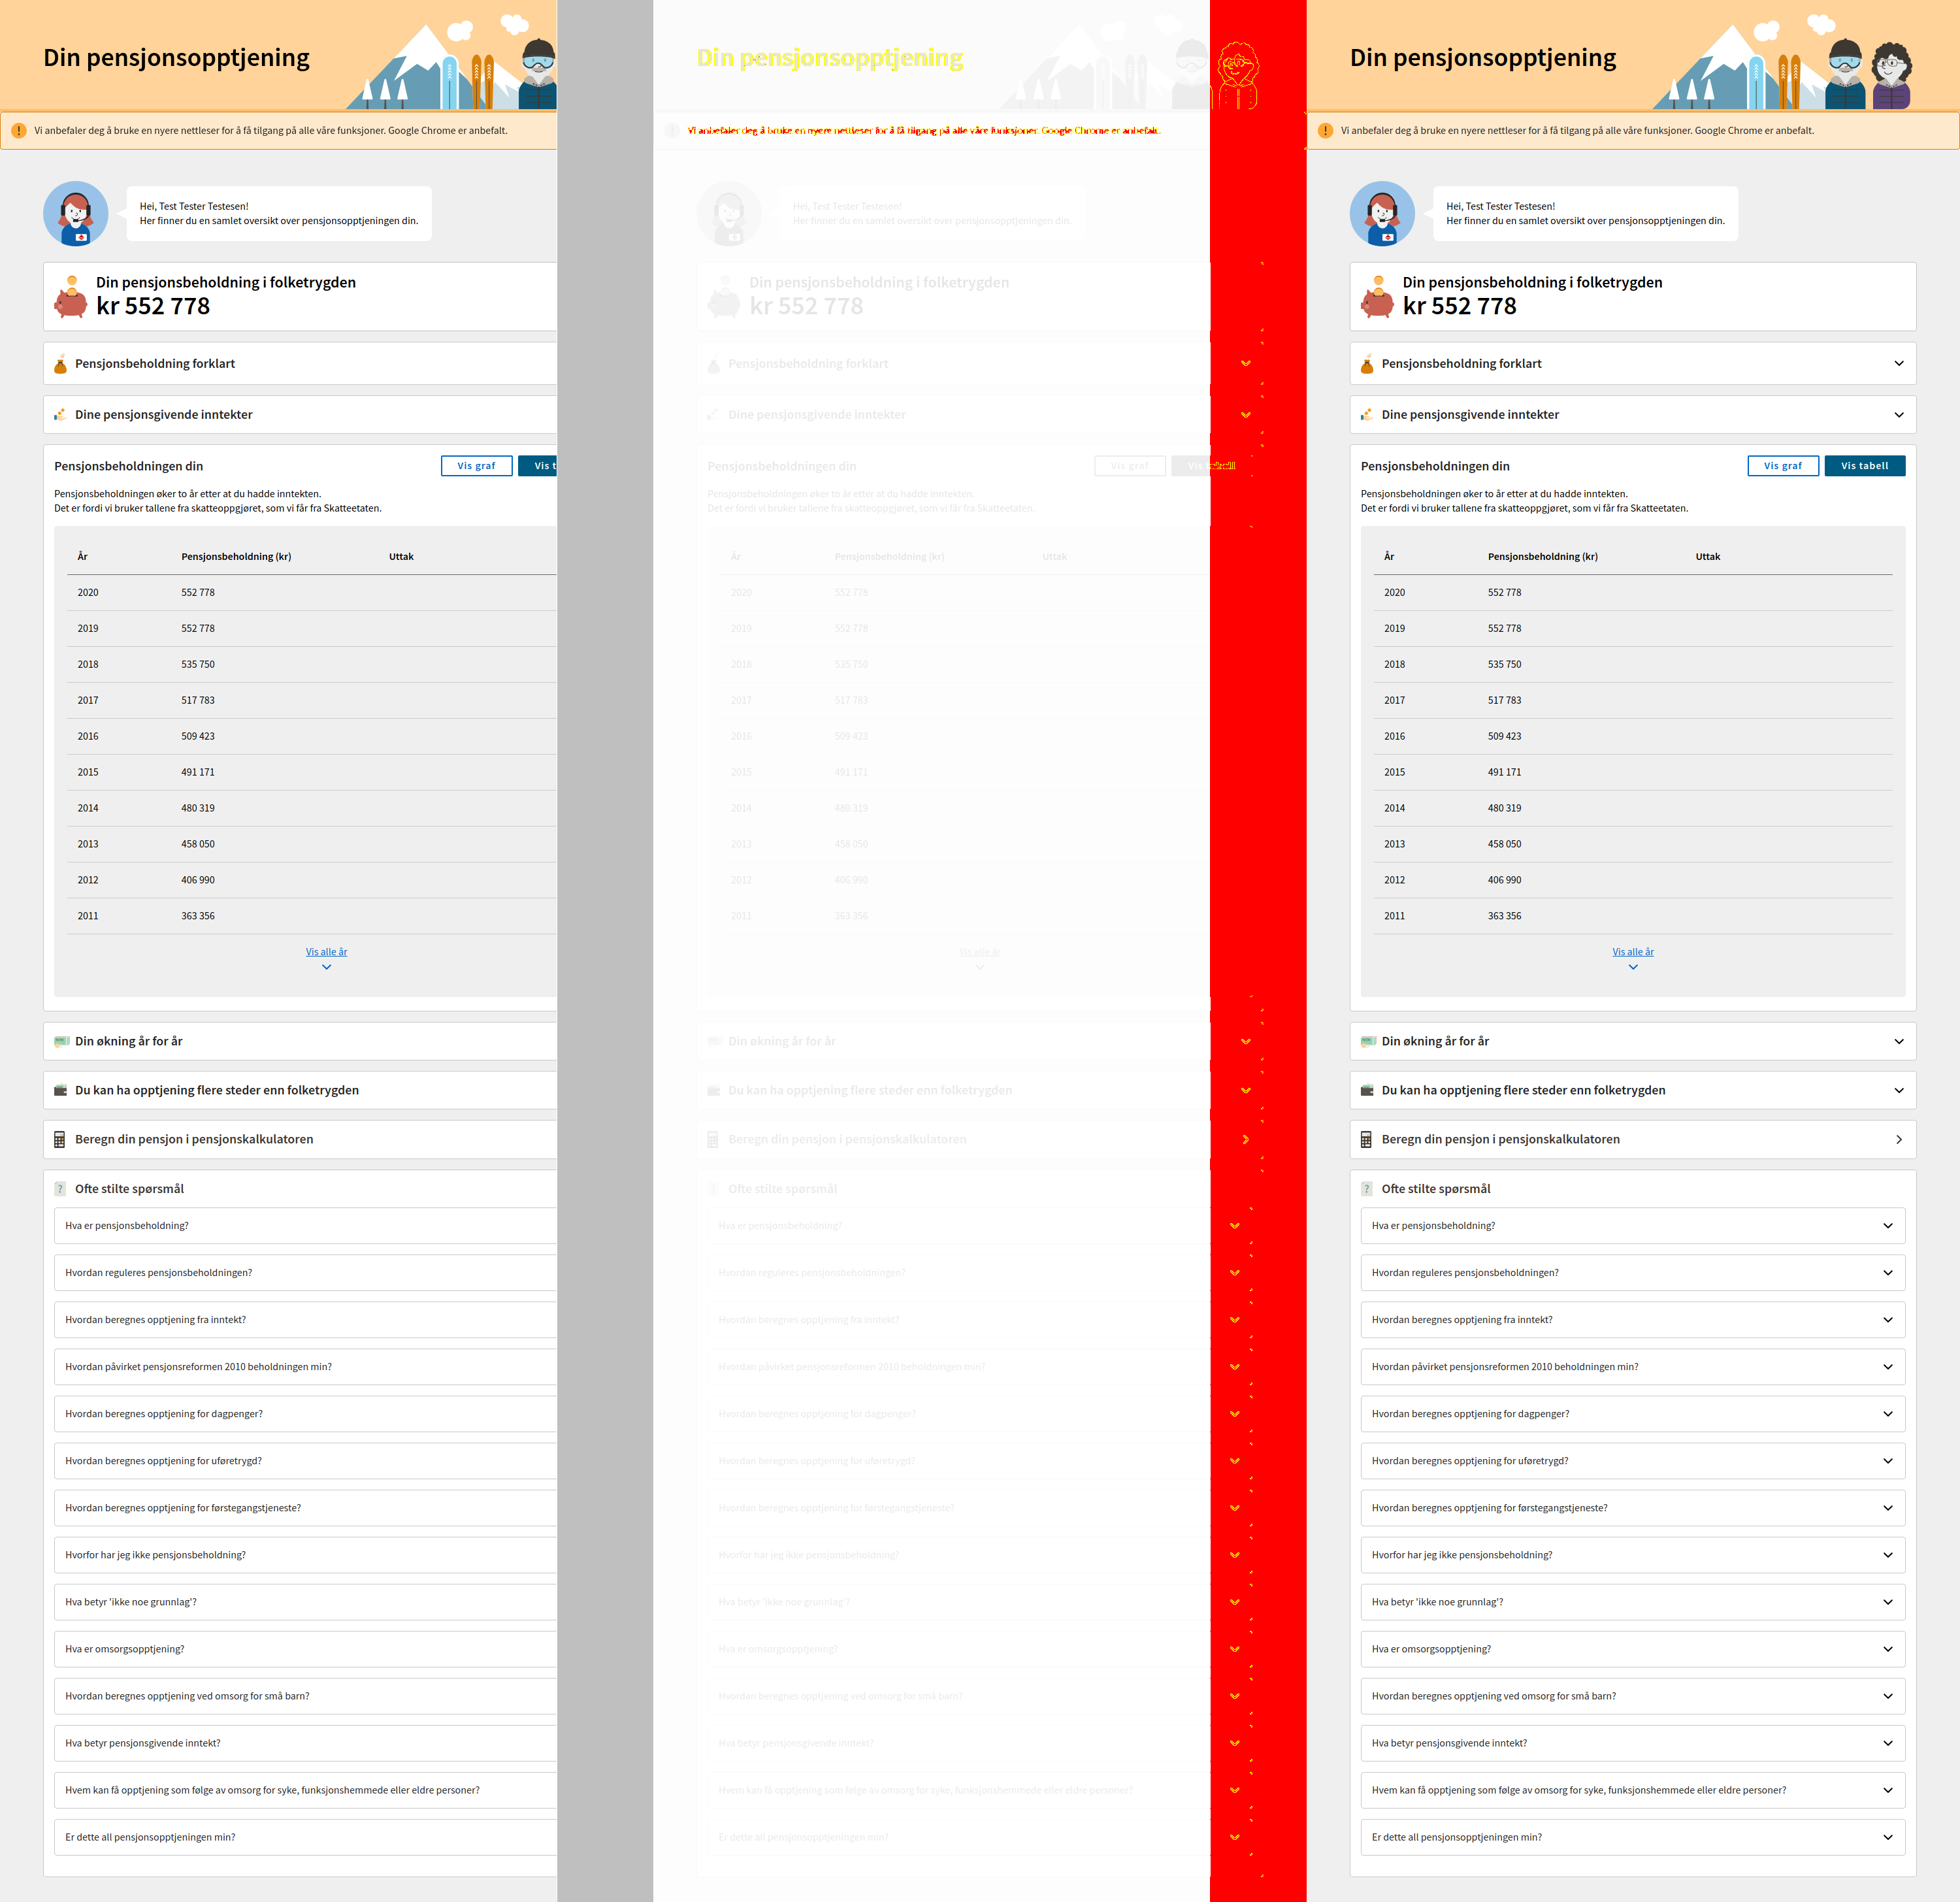 Din pensjonsopptjening
Vi anbefaler deg å bruke en nyere nettleser for å få tilgang på alle våre funksjoner. Google Chrome er anbefalt.
Hei, Test Tester Testesen!
Her finner du en samlet oversikt over pensjonsopptjeningen din.
Din pensjonsbeholdning i folketrygden
kr 552 778
Pensjonsbeholdning forklart
Dine pensjonsgivende inntekter
Pensjonsbeholdningen din
Vis graf
Vis t
Pensjonsbeholdningen øker to år etter at du hadde inntekten.
Det er fordi vi bruker tallene fra skatteoppgjøret, som vi får fra Skatteetaten.
År Pensjonsbeholdning (kr) Uttak
2020 552 778
2019 552 778
2018 535 750
2017 517 783
2016 509 423
2015 491 171
2014 480 319
2013 458 050
2012 406 990
2011 363 356
Vis alle år
Din økning år for år
Du kan ha opptjening flere steder enn folketrygden
Beregn din pensjon i pensjonskalkulatoren
? Ofte stilte spørsmål
Hva er pensjonsbeholdning?
Hvordan reguleres pensjonsbeholdningen?
Hvordan beregnes opptjening fra inntekt?
Hvordan påvirket pensjonsreformen 2010 beholdningen min?
Hvordan beregnes opptjening for dagpenger?
Hvordan beregnes opptjening for uføretrygd?
Hvordan beregnes opptjening for førstegangstjeneste?
Hvorfor har jeg ikke pensjonsbeholdning?
Hva betyr 'ikke noe grunnlag'?
Hva er omsorgsopptjening?
Hvordan beregnes opptjening ved omsorg for små barn?
Hva betyr pensjonsgivende inntekt?
Hvem kan få opptjening som følge av omsorg for syke, funksjonshemmede eller eldre personer?
Er dette all pensjonsopptjeningen min?
Din pensjonsopptjening
Vi anbefaler deg å bruke en nyere nettleser for å få tilgang på alle våre funksjoner. Google Chrome er anbefalt.
Hei, Test Tester Testesen!
Her finner du en samlet oversikt over pensjonsopptjeningen din.
Din pensjonsbeholdning i folketrygden
kr 552 778
Pensjonsbeholdning forklart
Dine pensjonsgivende inntekter
Pensjonsbeholdningen din
Vis graf
Vis
Pensjonsbeholdningen øker to år etter at du hadde inntekten.
Det er fordi vi bruker tallene fra skatteoppgjøret, som vi får fra Skatteetaten.
År Pensjonsbeholdning (kr) Uttak
2020 552 778
2019 552 778
2018 535 750
2017 517 783
2016 509 423
2015 491 171
2014 480 319
2013 458 050
2012 406 990
2011 363 356
Vis alle år
Din økning år for år
Du kan ha opptjening flere steder enn folketrygden
Beregn din pensjon i pensjonskalkulatoren
Ofte stilte spørsmål
Hva er pensjonsbeholdning?
Hvordan reguleres pensjonsbeholdningen?
Hvordan beregnes opptjening fra inntekt?
Hvordan påvirket pensjonsreformen 2010 beholdningen min?
Hvordan beregnes opptjening for dagpenger?
Hvordan beregnes opptjening for uføretrygd?
Hvordan beregnes opptjening for førstegangstjeneste?
Hvorfor har jeg ikke pensjonsbeholdning?
Hva betyr 'ikke noe grunnlag'?
Hva er omsorgsopptjening?
Hvordan beregnes opptjening ved omsorg for små barn?
Hva betyr pensjonsgivende inntekt?
Hvem kan få opptjening som følge av omsorg for syke, funksjonshemmede eller eldre personer?
Er dette all pensjonsopptjeningen min?
Din pensjonsopptjening
Vi anbefaler deg å bruke en nyere nettleser for å få tilgang på alle våre funksjoner. Google Chrome er anbefalt.
Hei, Test Tester Testesen!
Her finner du en samlet oversikt over pensjonsopptjeningen din.
Din pensjonsbeholdning i folketrygden
kr 552 778
Pensjonsbeholdning forklart
Dine pensjonsgivende inntekter
Pensjonsbeholdningen din
Vis graf
Vis tabell
Pensjonsbeholdningen øker to år etter at du hadde inntekten.
Det er fordi vi bruker tallene fra skatteoppgjøret, som vi får fra Skatteetaten.
År Pensjonsbeholdning (kr) Uttak
2020 552 778
2019 552 778
2018 535 750
2017 517 783
2016 509 423
2015 491 171
2014 480 319
2013 458 050
2012 406 990
2011 363 356
Vis alle år
Din økning år for år
Du kan ha opptjening flere steder enn folketrygden
Beregn din pensjon i pensjonskalkulatoren
? Ofte stilte spørsmål
Hva er pensjonsbeholdning?
Hvordan reguleres pensjonsbeholdningen?
Hvordan beregnes opptjening fra inntekt?
Hvordan påvirket pensjonsreformen 2010 beholdningen min?
Hvordan beregnes opptjening for dagpenger?
Hvordan beregnes opptjening for uføretrygd?
Hvordan beregnes opptjening for førstegangstjeneste?
Hvorfor har jeg ikke pensjonsbeholdning?
Hva betyr 'ikke noe grunnlag'?
Hva er omsorgsopptjening?
Hvordan beregnes opptjening ved omsorg for små barn?
Hva betyr pensjonsgivende inntekt?
Hvem kan få opptjening som følge av omsorg for syke, funksjonshemmede eller eldre personer?
Er dette all pensjonsopptjeningen min?